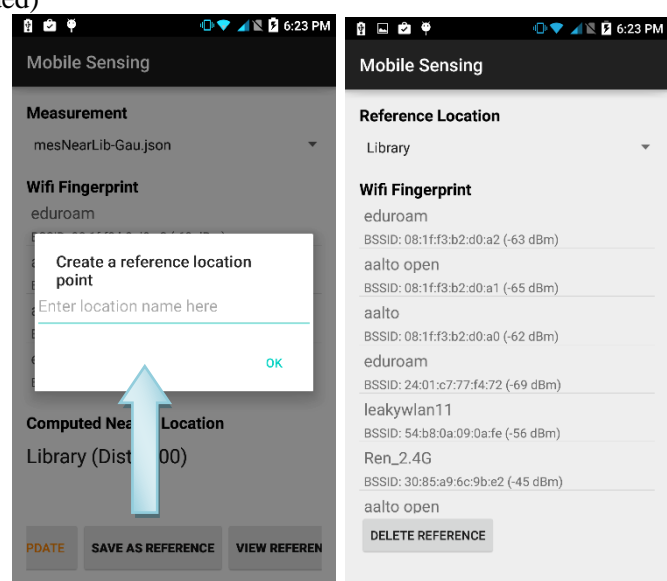 ed)
6:23 PM
Mobile Sensing
Measurement
mesNearLib-Gau.json
Wifi Fingerprint
eduroam
Create a reference location
point
Enter location name here
OK
Computed Location
Library
PDATE SAVE AS REFERENCE VIEW REFEREN
6:23 PM
Mobile Sensing
Reference Location
Library
Wifi Fingerprint
eduroam
BSSID: 08:1f:f3:b2:d0:a2 (-63 dBm)
aalto open
BSSID: 08:1f:f3:b2:d0:a1 (-65 dBm)
aalto
BSSID: 08:1f:f3:b2:d0:a0 (-62 dBm)
eduroam
BSSID: 24:01:c7:77:f4:72 (-69 dBm)
leakywlan11
BSSID: 54:b8:0a:09:0a:fe (-56 dBm)
Ren_2.4G
BSSID: 30:85:a9:6c:9b:e2 (-45 dBm)
aalto open
DELETE REFERENCE